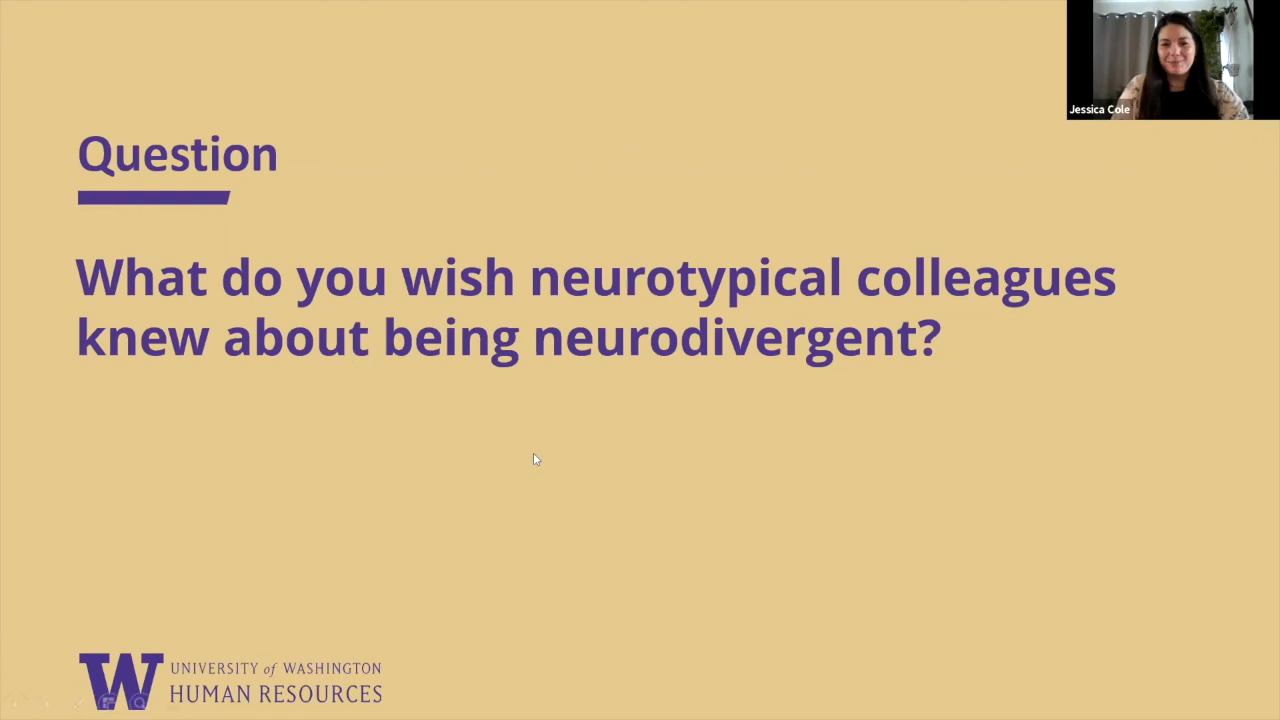 Jessica Cole
Question
What do you wish neurotypical colleagues
knew about being neurodivergent?
W
UNIVERSITY of WASHINGTON
HUMAN RESOURCES